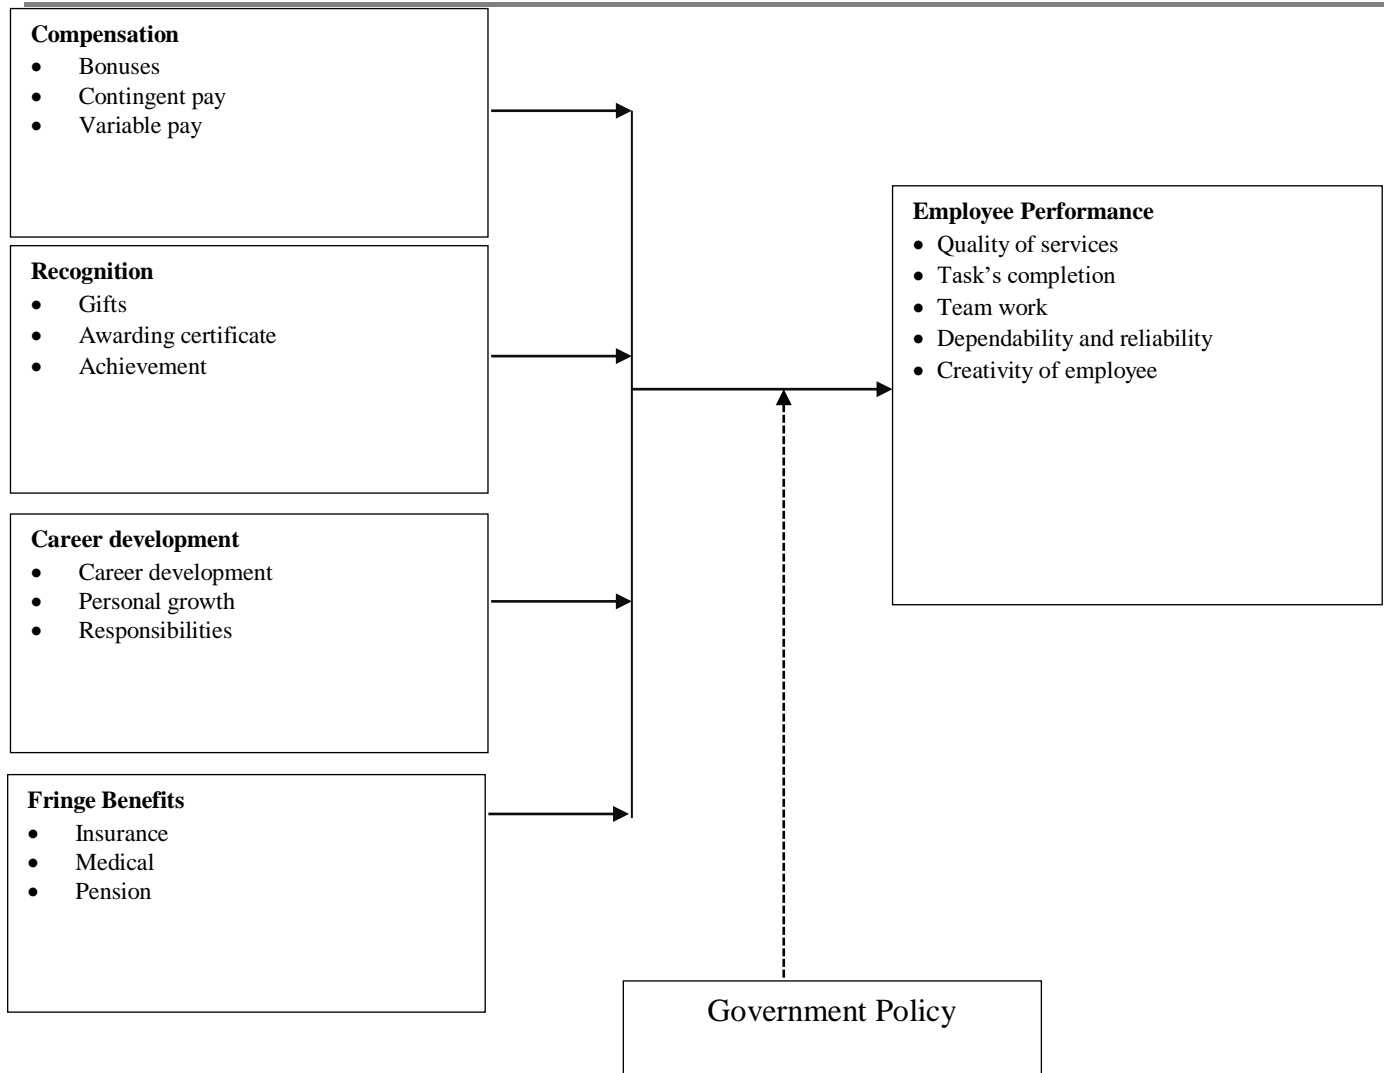 Compensation
• Bonuses
• Contingent pay
• Variable pay
Recognition
• Gifts
• Awarding certificate
• Achievement
Career development
• Career development
• Personal growth
• Responsibilities
Fringe Benefits
• Insurance
• Medical
• Pension
Employee Performance
• Quality of services
• Task’s completion
• Team work
• Dependability and reliability
• Creativity of employee
Government Policy